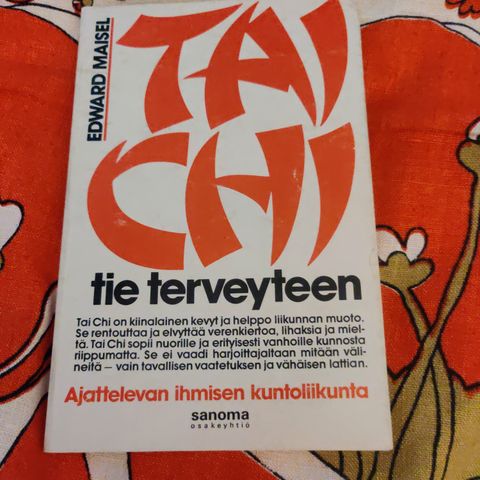 EDWARD MAISEL
TAI
CHI
tie terveyteen
Tai Chi on kiinalainen kevyt ja helppo liikunnan muoto.
Se rentouttaa ja elvyttää verenkiertoa, lihaksia ja miel-
tä. Tai Chi sopii nuorille ja erityisesti vanhoille kunnosta
riippumatta. Se ei vaadi harjoittajaltaan mitään väli-
neitä – vain tavallisen vaatetuksen ja vähäisen lattian.
Ajattelevan ihmisen kuntoliikunta
sanoma
osakeyhtiö